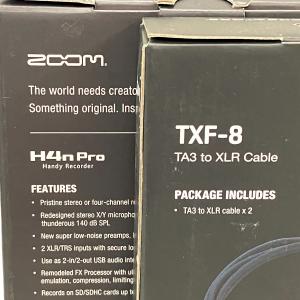 ZOOM
The world needs creato
Something original. Insp
H4n Pro
Handy Recorder
FEATURES
• Pristine stereo or four-channel re
• Redesigned stereo X/Y micropho
thunderous 140 dB SPL
• New super low-noise preamps,
• 2 XLR/TRS inputs with secure lo
• Use as 2-in/2-out USB audio inte
• Remodeled FX Processor with ul
emulation, compression, limiting
• Records on SD/SDHC cards up to
TXF-8
TA3 to XLR Cable
PACKAGE INCLUDES
• TA3 to XLR cable x 2